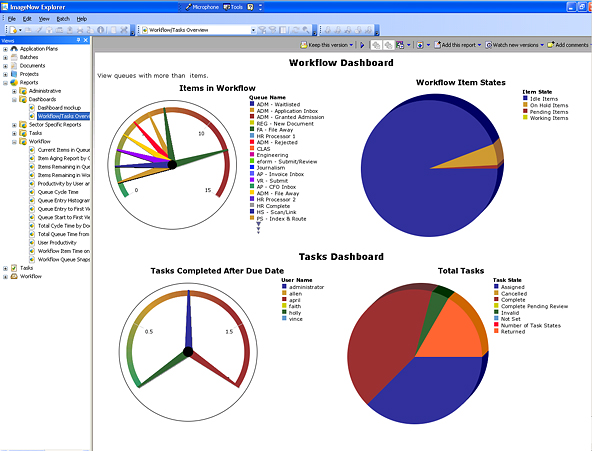 ImageNow Explorer
Microphone Tools
File Edit View Batch Help
Workflow|Tasks Overview
Views
Keep this version Add this report Watch new versions Add comments
Application Plans
Batches
Documents
Projects
Reports
Administrative
Dashboards
Dashboard mockup
Workflow|Tasks Overv
Sector Specific Reports
Tasks
Workflow
Current Items in Queue
Item Aging Report by C
Items Remaining in Que
Items Remaining in Wor
Productivity by User ar
Queue Cycle Time
Queue Entry Histogram
Queue Entry to First Vie
Queue Start to First Vie
Total Cycle Time by Doc
Total Queue Time from
User Productivity
Workflow Item Time on
Workflow Queue Snaps
Tasks
Workflow
Workflow Dashboard
View queues with more than items.
Items in Workflow
0
10
15
Queue Name
ADM - Waitlisted
ADM - Application Inbox
ADM - Granted Admission
REG - New Document
FA - File Away
HR Processor 1
ADM - Rejected
CLAS
Engineering
eform - Submit/Review
Journalism
AP - Invoice Inbox
VR - Submit
AP - CFO Inbox
ADM - File Away
HR Processor 2
HR Complete
HS - Scan/Link
PS - Index & Route
Workflow Item States
Item State
Idle Items
On Hold Items
Pending Items
Working Items
Tasks Dashboard
Tasks Completed After Due Date
0.5
1.5
User Name
administrator
allen
april
faith
holly
vince
Total Tasks
Task State
Assigned
Cancelled
Complete
Complete Pending Review
Invalid
Not Set
Number of Task States
Returned